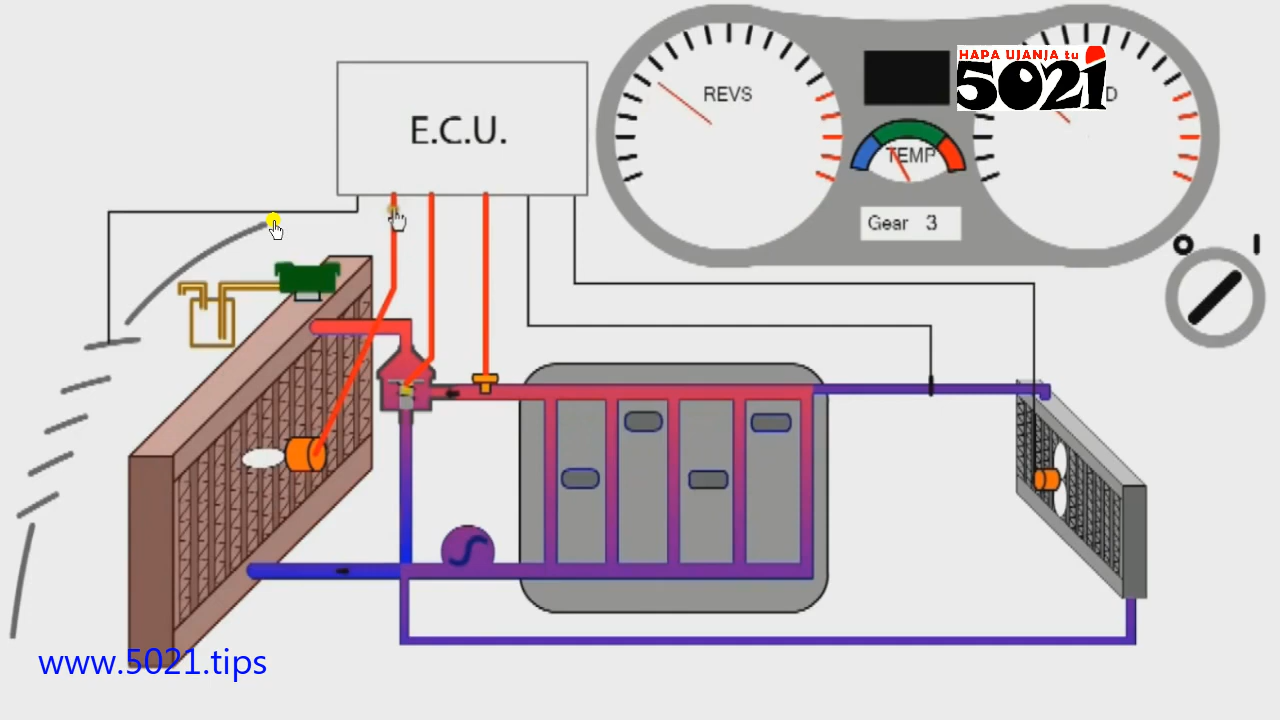 E.C.U.
REVS
HAPA UJANJA tu
5021
D
TEMP
Gear 3
O I
www.5021.tips